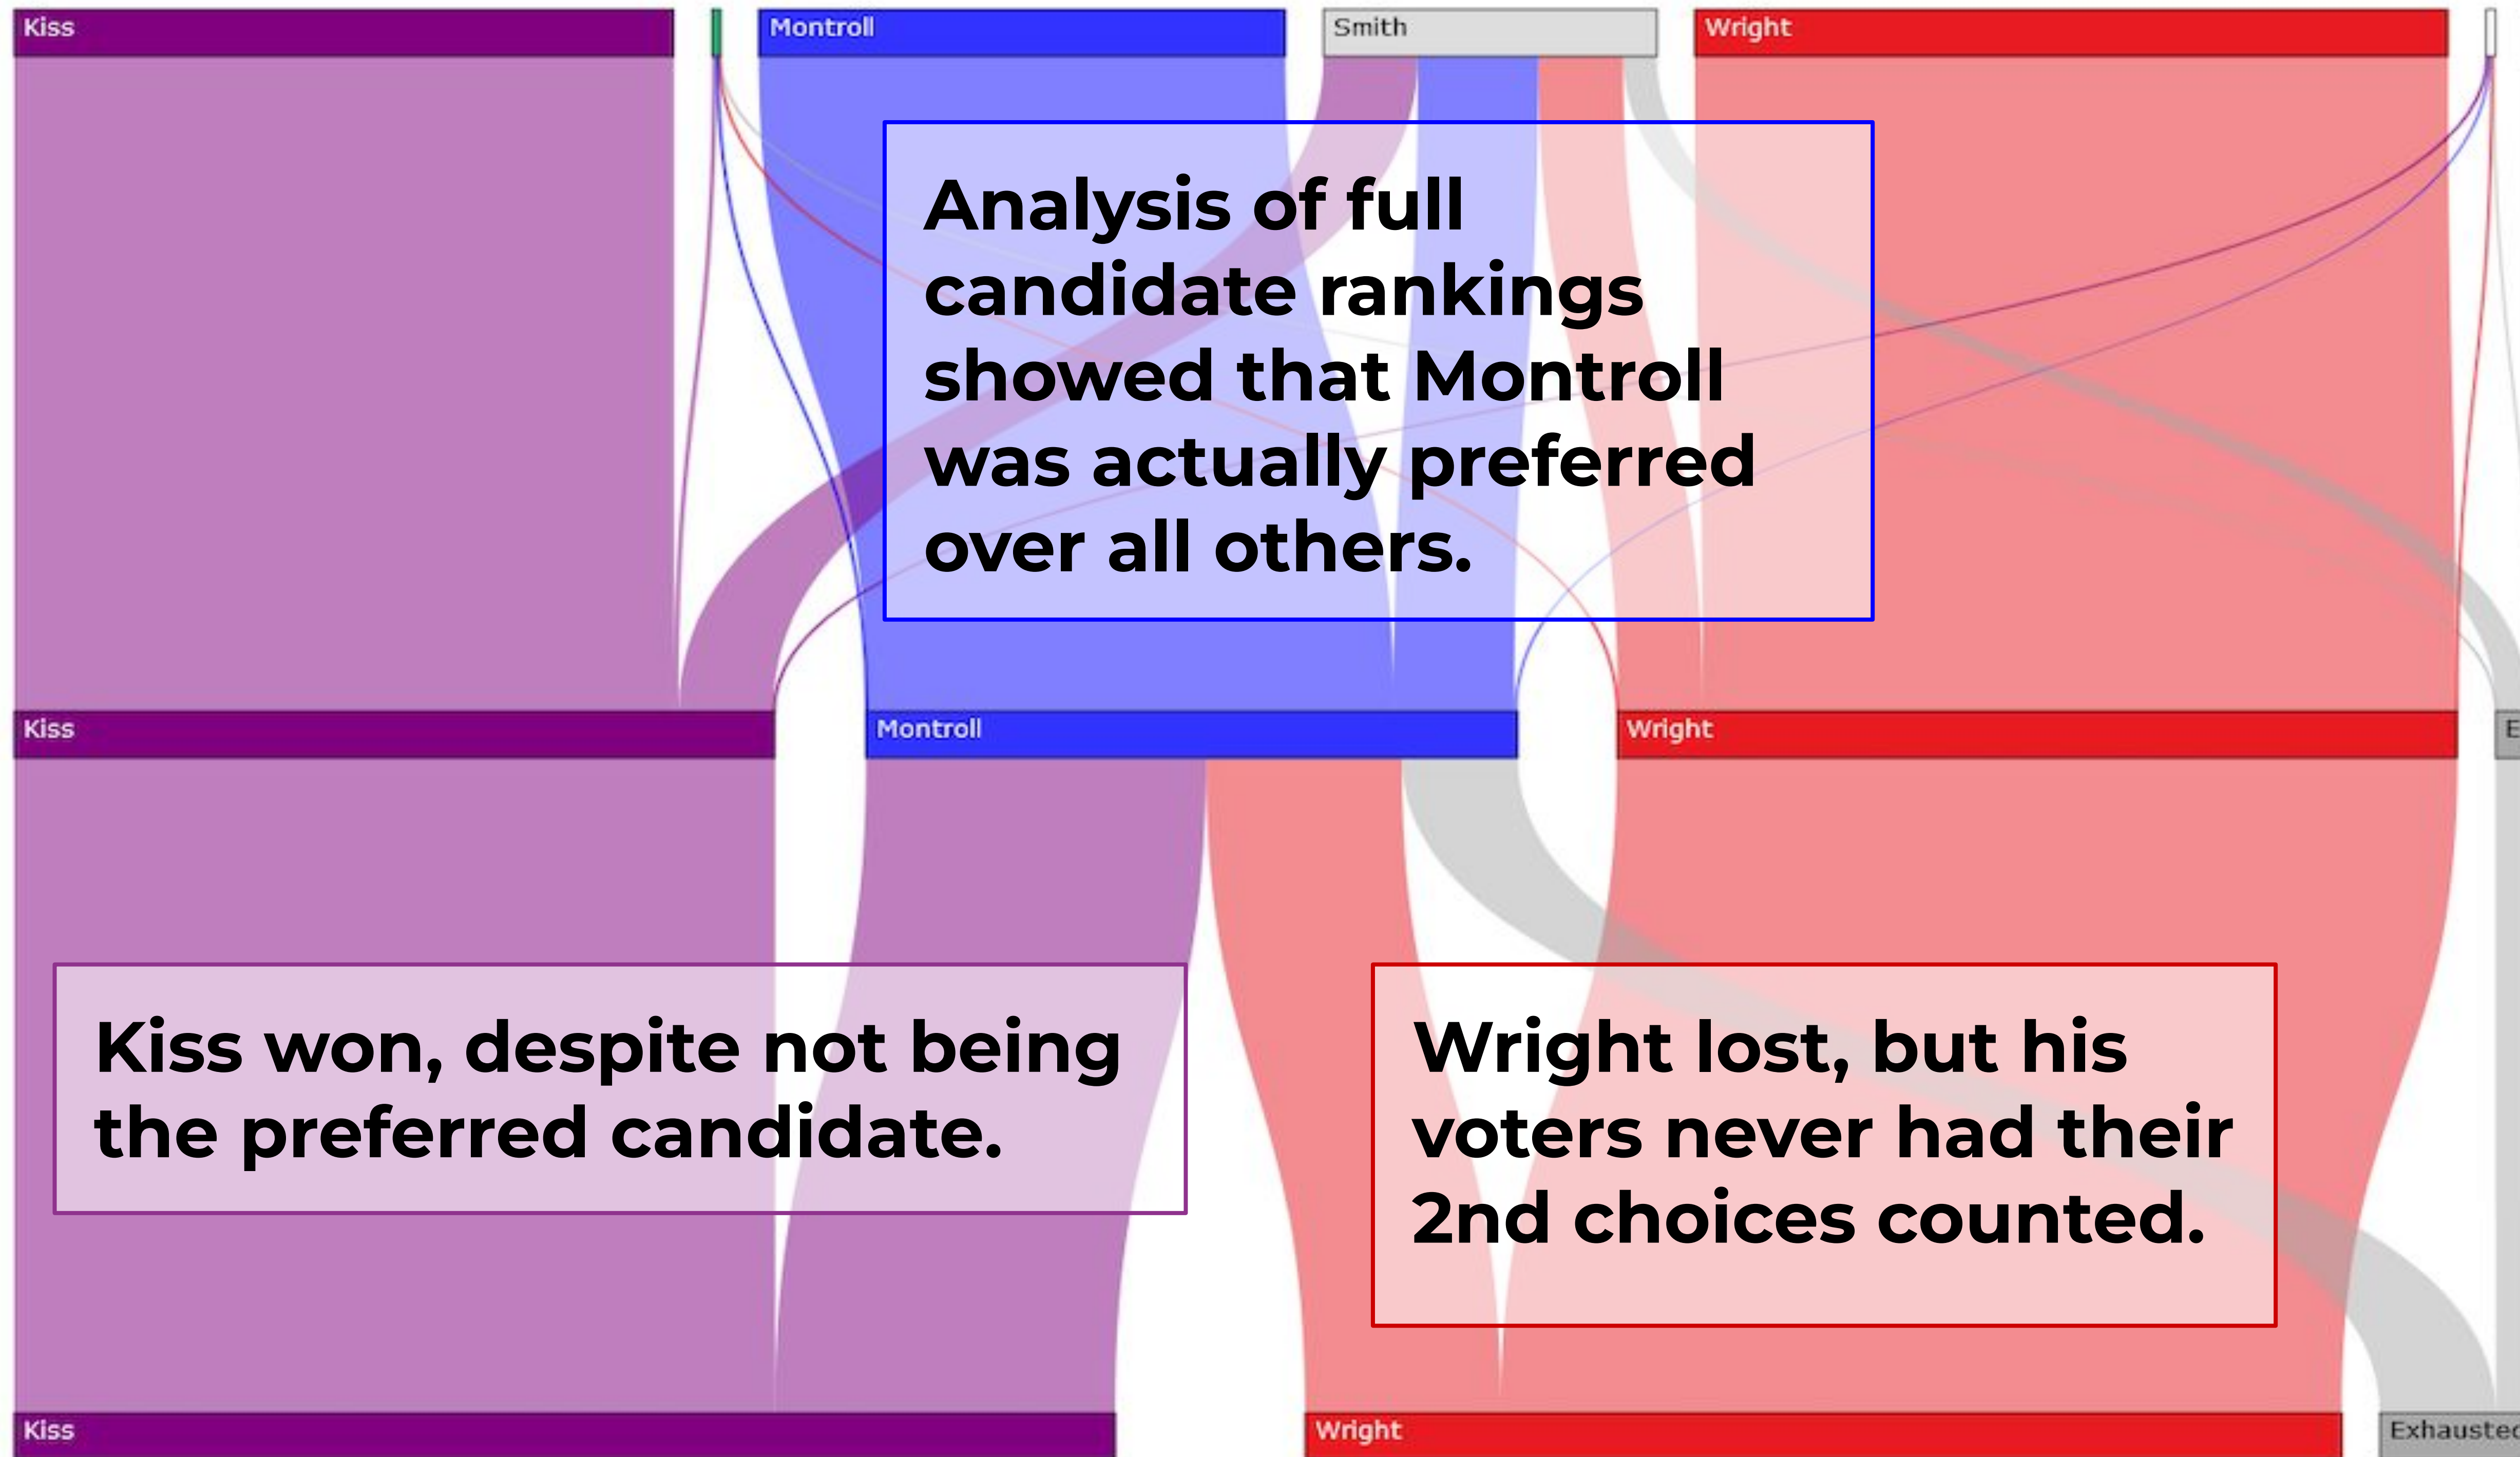 Kiss
Montroll
Smith
Wright
Analysis of full
candidate rankings
showed that Montroll
was actually preferred
over all others.
Kiss
Montroll
Wright
E
Kiss won, despite not being
the preferred candidate.
Wright lost, but his
voters never had their
2nd choices counted.
Kiss
Wright
Exhausted